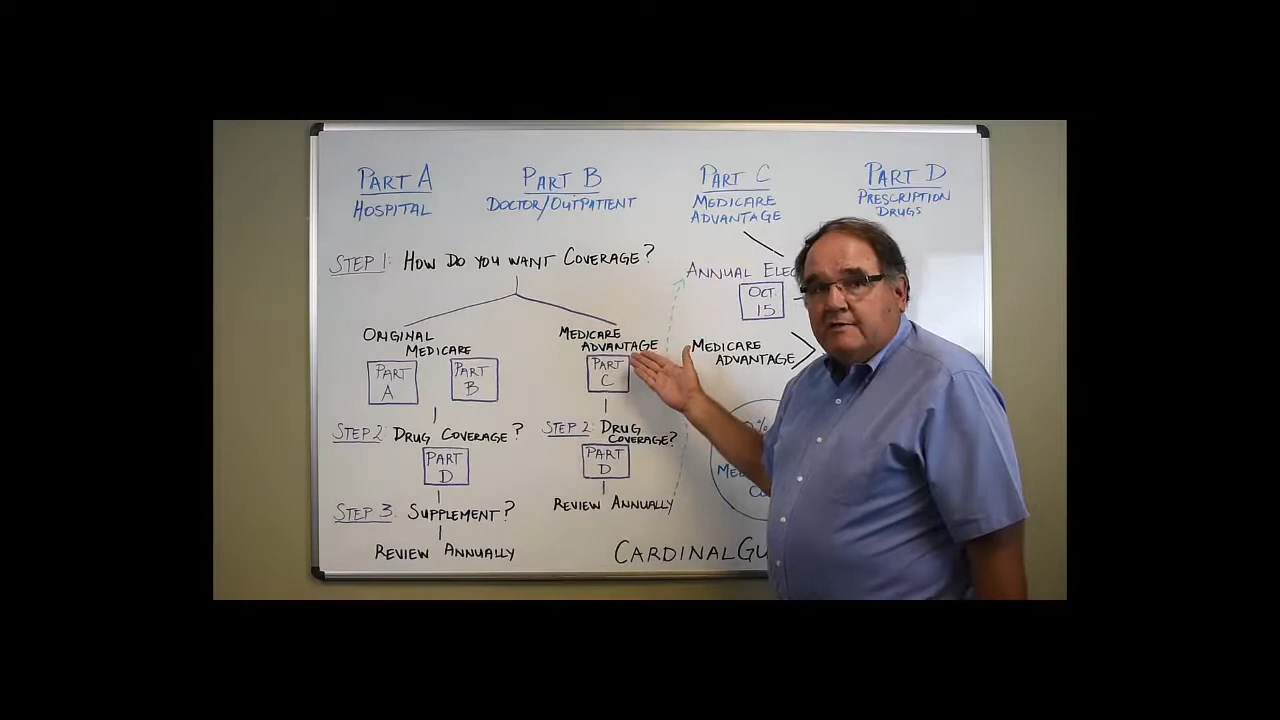 PART A
HOSPITAL
PART B
DOCTOR/OUTPATIENT
PART C
MEDICARE
ADVANTAGE
PART D
PRESCRIPTION
DRUGS
STEP 1: HOW DO YOU WANT COVERAGE?
ORIGINAL
MEDICARE
PART
A
PART
B
STEP 2: DRUG COVERAGE?
PART
D
STEP 3: SUPPLEMENT?
REVIEW ANNUALLY
MEDICARE
ADVANTAGE
PART
C
STEP 2: DRUG
COVERAGE?
PART
D
REVIEW ANNUALLY
ANNUAL
OCT.
15
MEDICARE
ADVANTAGE